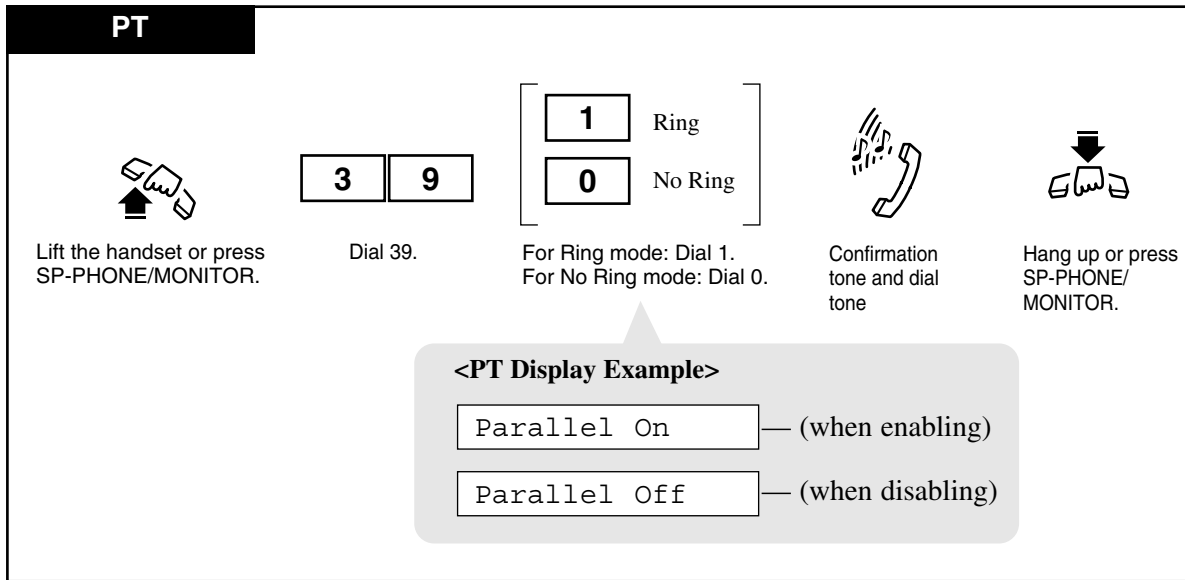 PT
3 9
1 Ring
0 No Ring
Lift the handset or press
SP-PHONE/MONITOR.
Dial 39.
For Ring mode: Dial 1.
For No Ring mode: Dial 0.
Confirmation
tone and dial
tone
Hang up or press
SP-PHONE/
MONITOR.
<PT Display Example>
Parallel On — (when enabling)
Parallel Off — (when disabling)